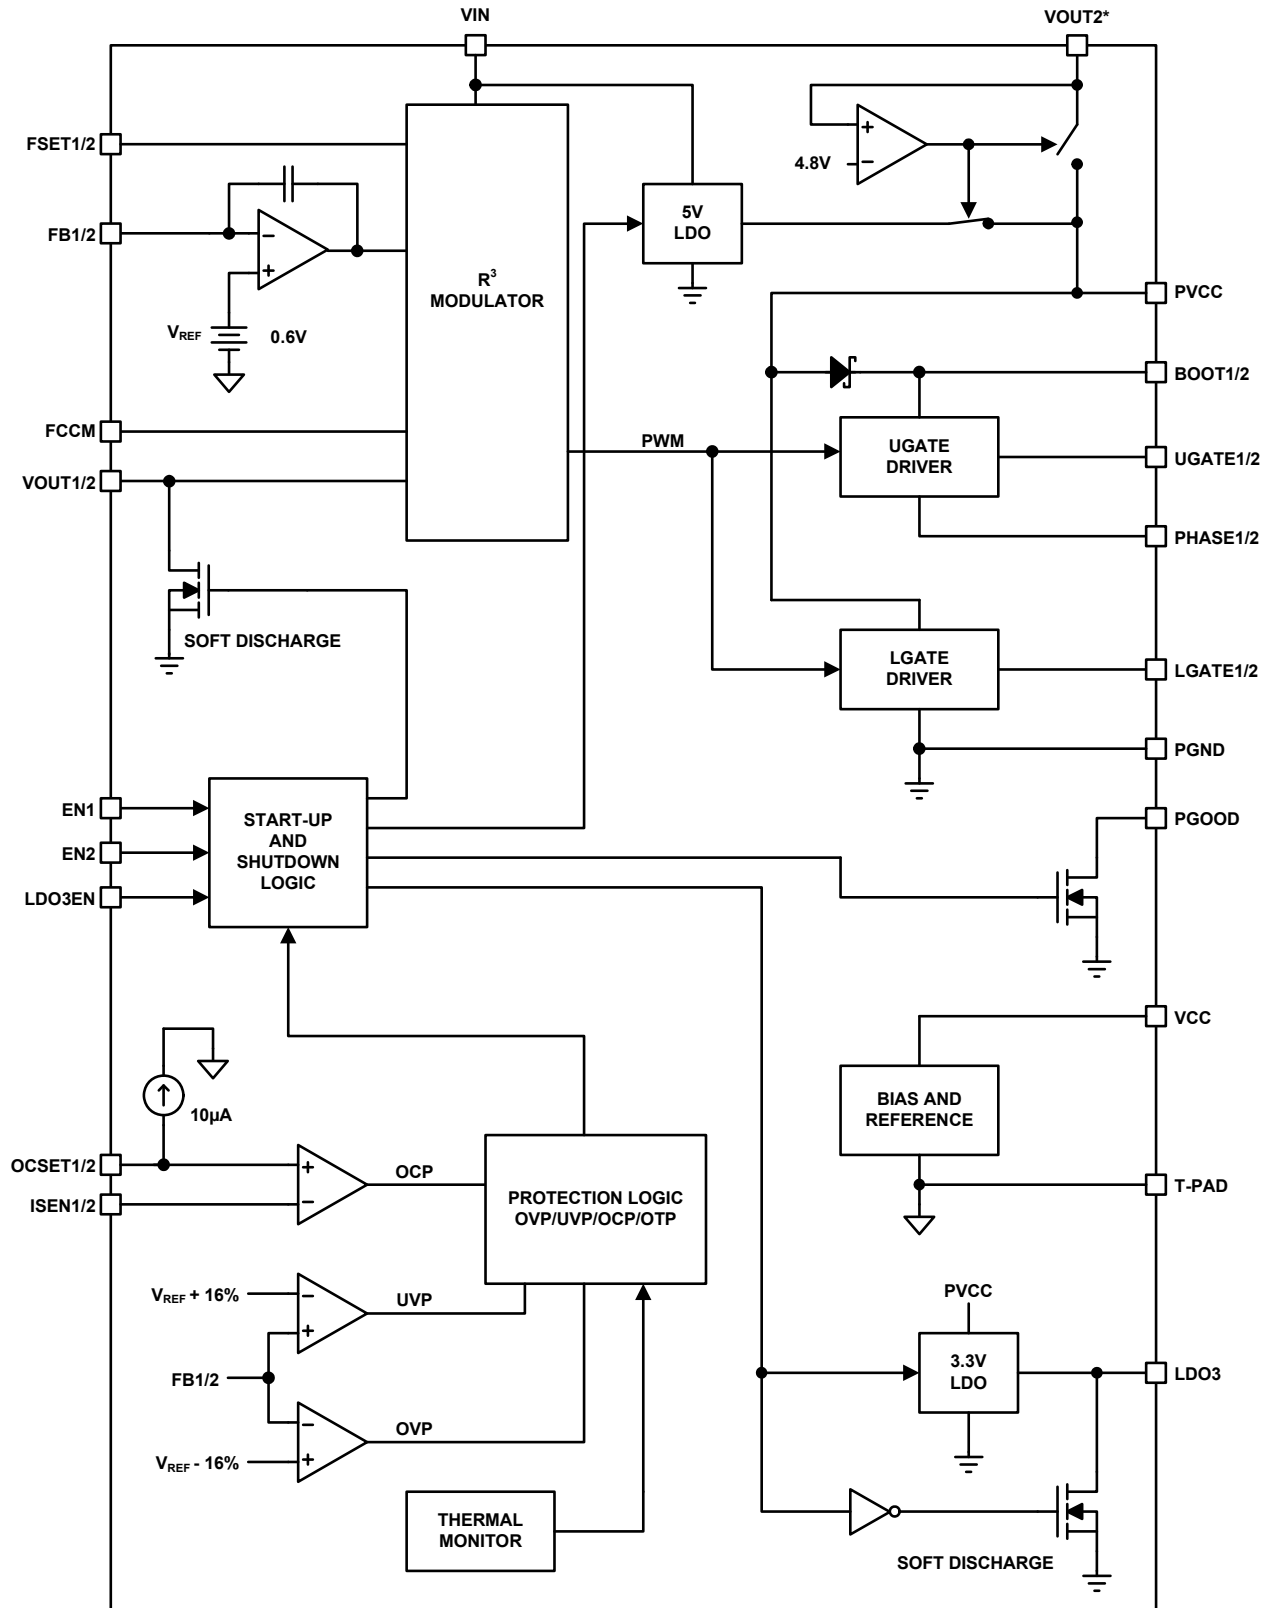 VIN
VOUT2*
FSET1/2
+
4.8V
−
5V
LDO
FB1/2
−
+
R3
MODULATOR
VREF
0.6V
PVCC
BOOT1/2
FCCM
PWM
UGATE
DRIVER
UGATE1/2
VOUT1/2
PHASE1/2
SOFT DISCHARGE
LGATE
DRIVER
LGATE1/2
PGND
EN1
EN2
LDO3EN
START-UP
AND
SHUTDOWN
LOGIC
PGOOD
VCC
10µA
BIAS AND
REFERENCE
OCSET1/2
ISEN1/2
+
−
OCP
PROTECTION LOGIC
OVP/UVP/OCP/OTP
T-PAD
VREF + 16%
−
+
UVP
PVCC
FB1/2
3.3V
LDO
LDO3
−
+
OVP
VREF - 16%
THERMAL
MONITOR
SOFT DISCHARGE